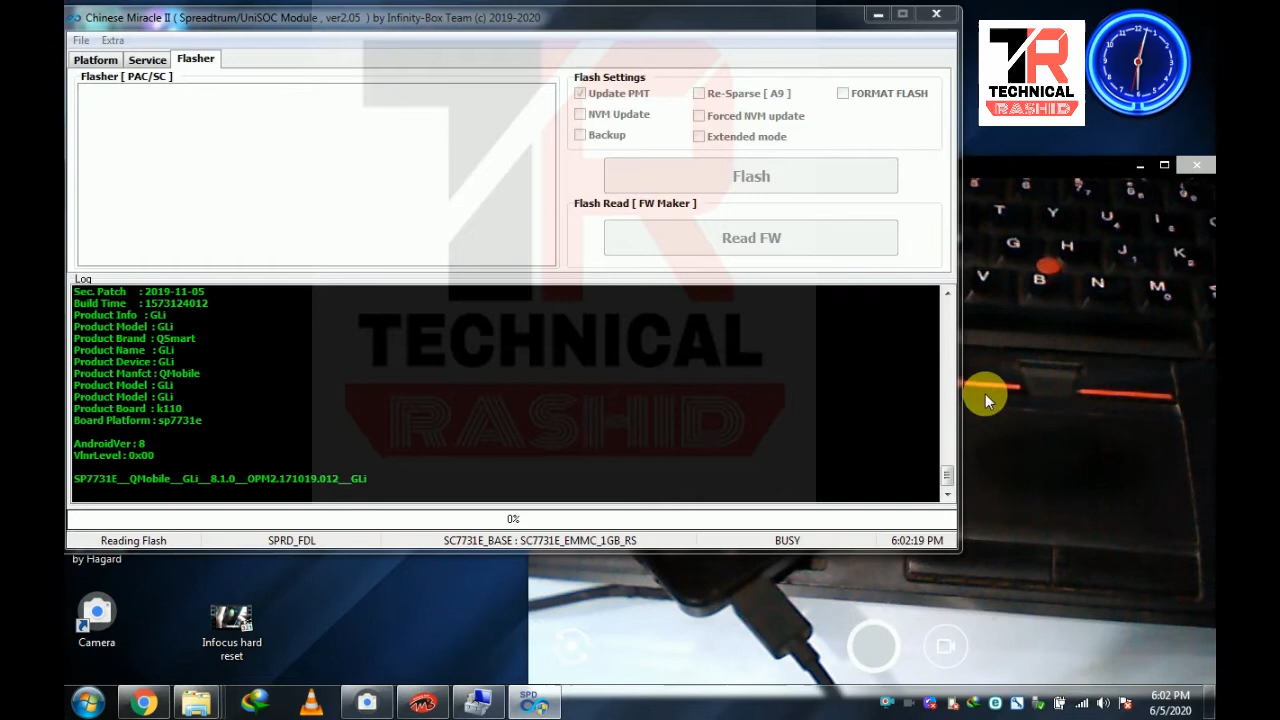 Chinese Miracle II ( Spreadtrum/UniSOC Module , ver2.05 ) by Infinity-Box Team (c) 2019-2020
File Extra
Platform Service Flasher
Flasher [ PAC/SC ]
Flash Settings
Update PMT Re-Sparse [ A9 ] FORMAT FLASH
NVM Update Forced NVM update
Backup Extended mode
Flash
Flash Read [ FW Maker ]
Read FW
Log
Sec. Patch : 2019-11-05
Build Time : 1573124012
Product Info : GLi
Product Model : GLi
Product Brand : QSmart
Product Name : GLi
Product Device : GLi
Product Manfct : QMobile
Product Model : GLi
Product Model : GLi
Product Board : k110
Board Platform : sp7731e
AndroidVer : 8
VlnrLevel : 0x00
SP7731E__QMobile__GLi__8.1.0__OPM2.171019.012__GLi
0%
Reading Flash SPRD_FDL SC7731E_BASE : SC7731E_EMMC_1GB_RS BUSY 6:02:19 PM
TR
TECHNICAL
RASHID
TR
TECHNICAL
RASHID
T Y U I
G H J K
V B N M
by Hagard
Camera
Infocus hard
reset
SPD
6:02 PM
6/5/2020